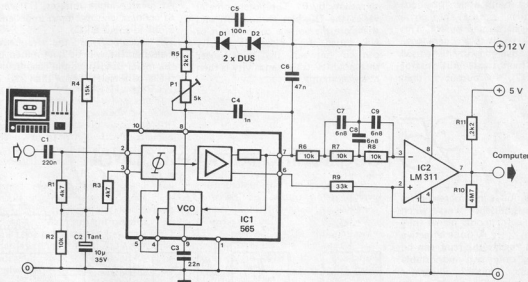 C5
100n
D1
D2
2 x DUS
12 V
R5
2k2
5 V
R4
15k
P1
5k
C6
47n
C4
1n
C7
6n8
C9
6n8
C8
6n8
R11
2k2
C1
220n
10
8
7
R6
10k
R7
10k
R8
10k
3
8
IC2
LM 311
7
Computer
2
3
6
R1
4k7
R3
4k7
R9
33k
2
1
4
R10
4M7
VCO
IC1
565
R2
10k
C2
Tant
10µ
35V
5
4
9
1
C3
22n
0
0